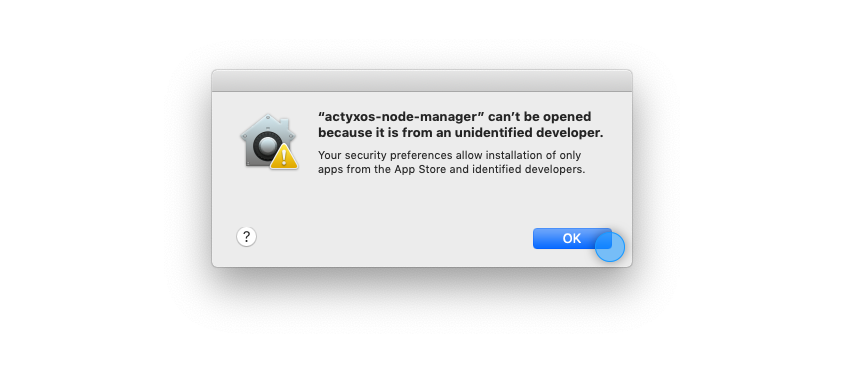 “actyxos-node-manager” can’t be opened
because it is from an unidentified developer.
Your security preferences allow installation of only
apps from the App Store and identified developers.
?
OK